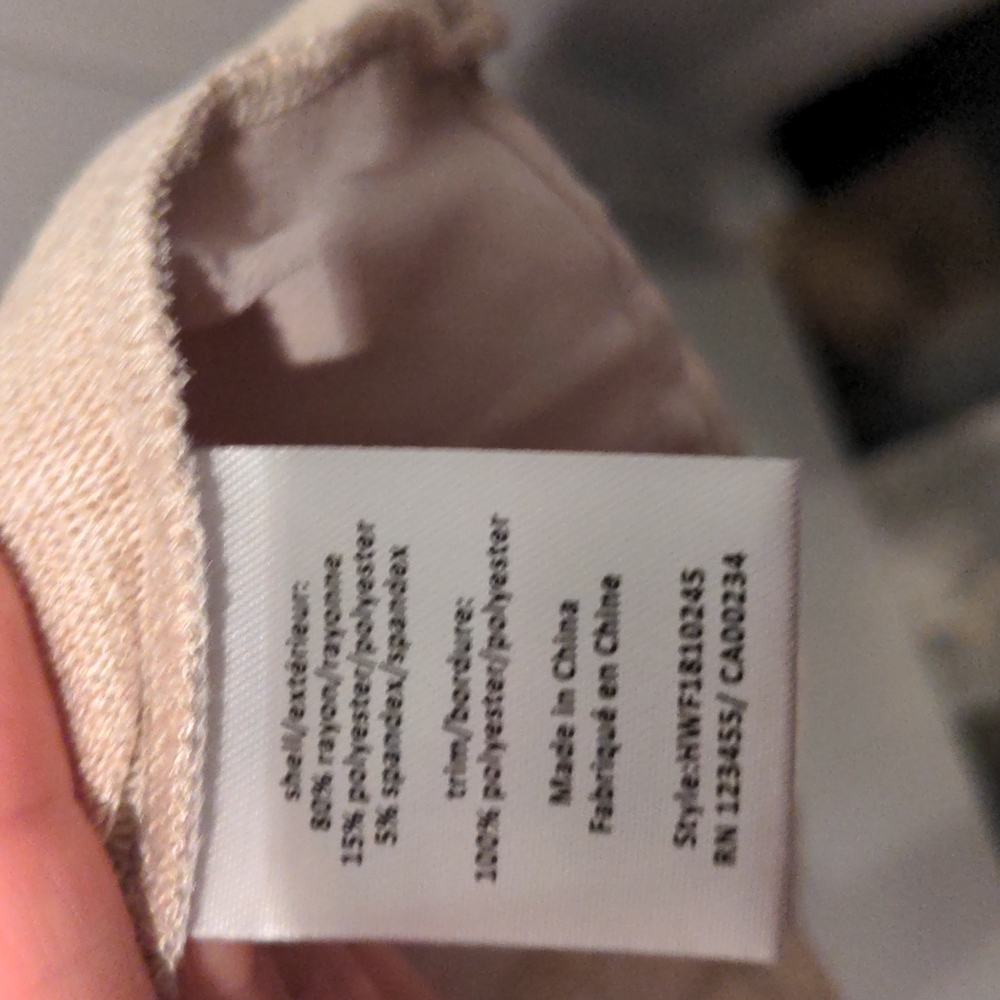 shell/extérieur:
80% rayon/rayonne
15% polyester/polyester
5% spandex/spandex
trim/bordure:
100% polyester/polyester
Made in China
Fabriqué en Chine
Style:HWF1810245
RN 123455/ CA00234